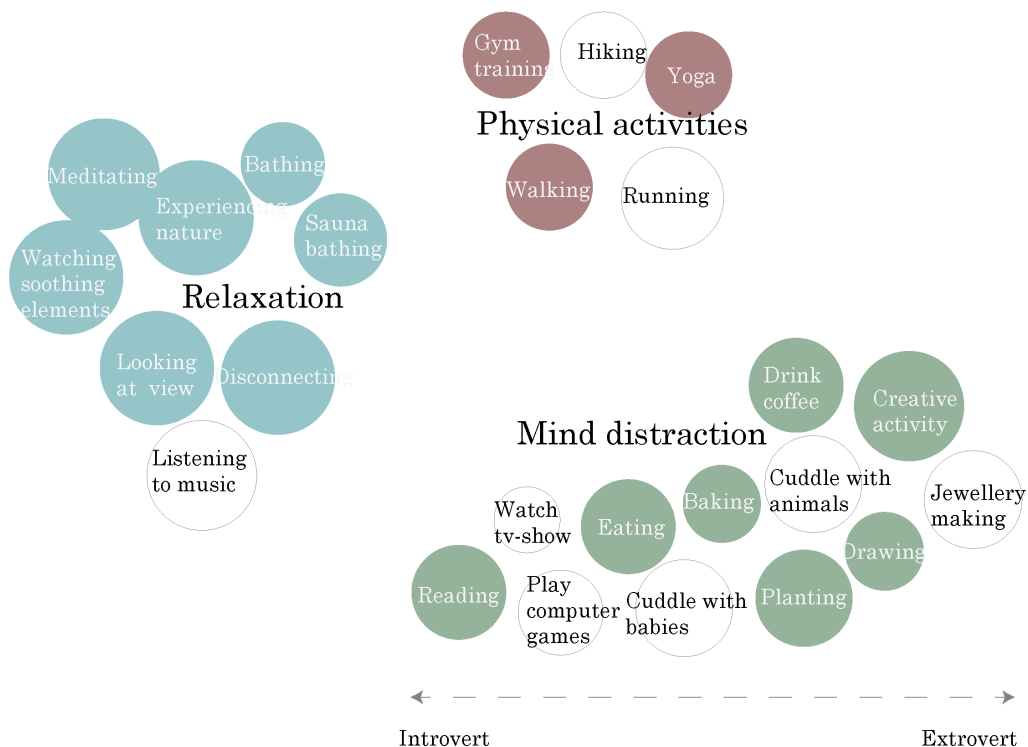 Gym
training
Hiking
Yoga
Physical activities
Walking
Running
Meditating
Bathing
Experiencing
nature
Sauna
bathing
Watching
soothing
elements
Relaxation
Looking
at  view
Disconnecting
Listening
to music
Mind distraction
Drink
coffee
Creative
activity
Cuddle with
animals
Jewellery
making
Baking
Watch
tv-show
Eating
Drawing
Reading
Play
computer
games
Cuddle with
babies
Planting
Introvert
Extrovert